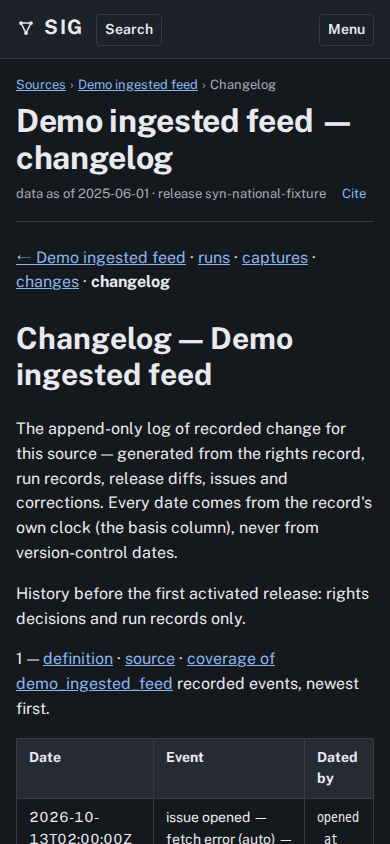 SIG
Search
Menu
Sources › Demo ingested feed › Changelog
Demo ingested feed —
changelog
data as of 2025-06-01 · release syn-national-fixture
Cite
← Demo ingested feed · runs · captures ·
changes · changelog
Changelog — Demo
ingested feed
The append-only log of recorded change for
this source — generated from the rights record,
run records, release diffs, issues and
corrections. Every date comes from the record's
own clock (the basis column), never from
version-control dates.
History before the first activated release: rights
decisions and run records only.
1 — definition · source · coverage of
demo_ingested_feed recorded events, newest
first.
Date
Event
Dated
by
2026-10-
13T02:00:00Z
issue opened —
fetch error (auto) —
opened
_at